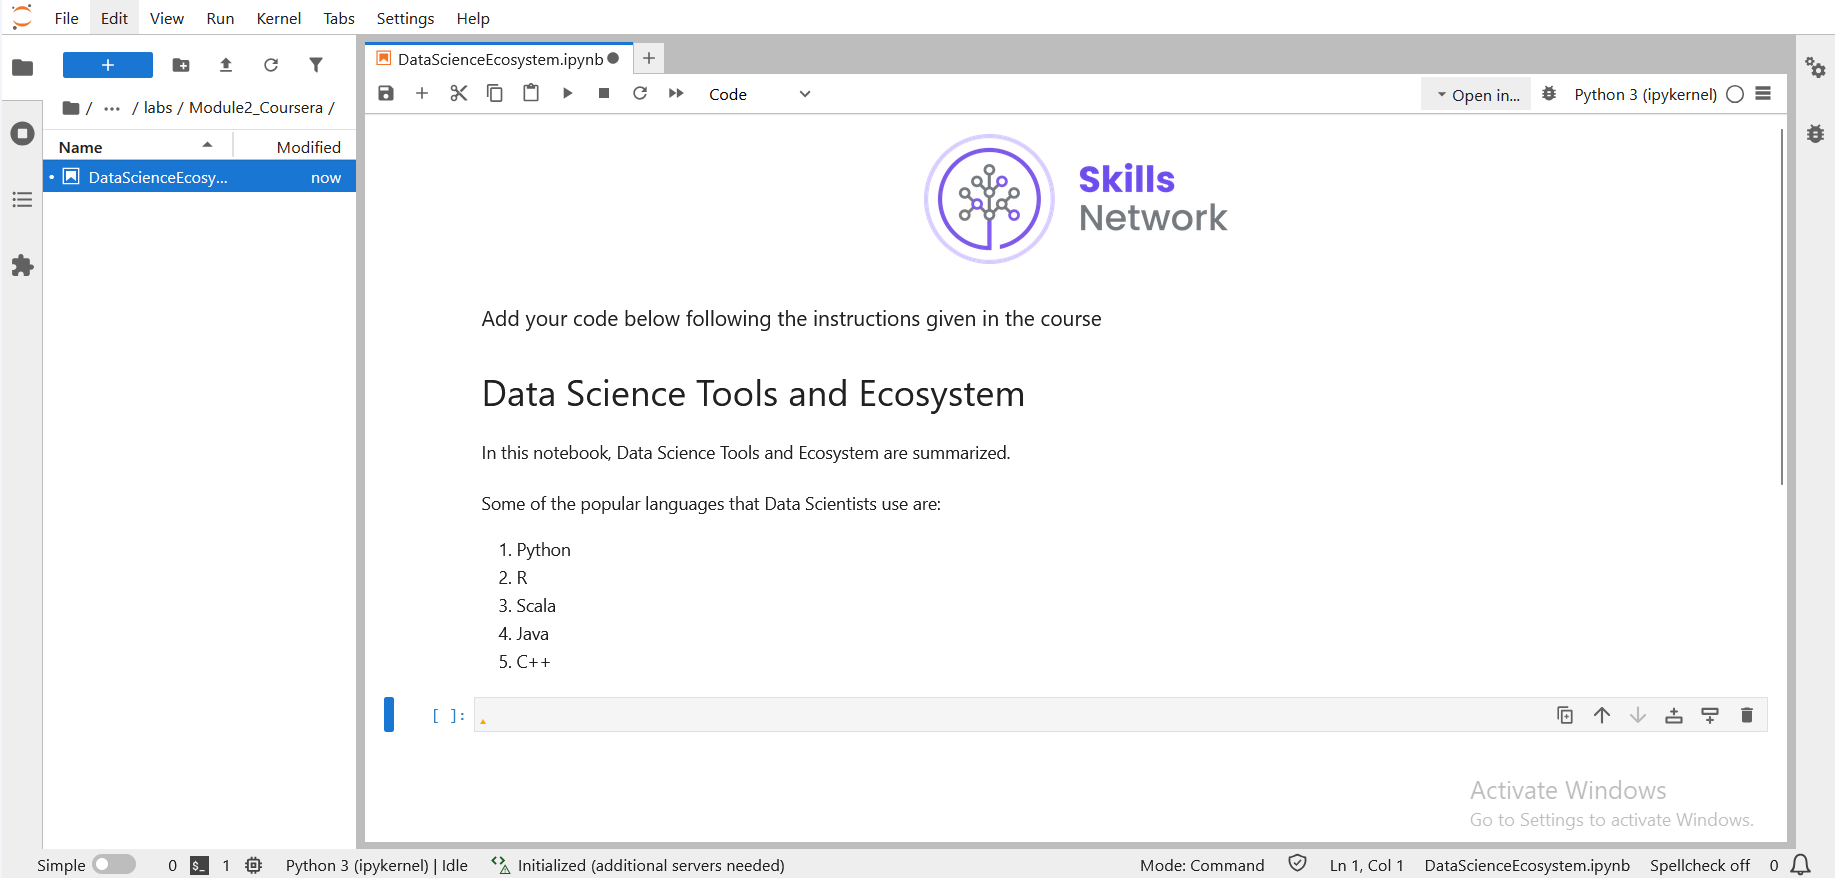 File Edit View Run Kernel Tabs Settings Help
DataScienceEcosystem.ipynb
Code
Open in...
Python 3 (ipykernel)
/ ... / labs / Module2_Coursera /
Name Modified
DataScienceEcosy... now
Skills
Network
Add your code below following the instructions given in the course
Data Science Tools and Ecosystem
In this notebook, Data Science Tools and Ecosystem are summarized.
Some of the popular languages that Data Scientists use are:
1. Python
2. R
3. Scala
4. Java
5. C++
[ ]:
Activate Windows
Go to Settings to activate Windows.
Simple 0 $_ 1 Python 3 (ipykernel) | Idle Initialized (additional servers needed) Mode: Command Ln 1, Col 1 DataScienceEcosystem.ipynb Spellcheck off 0